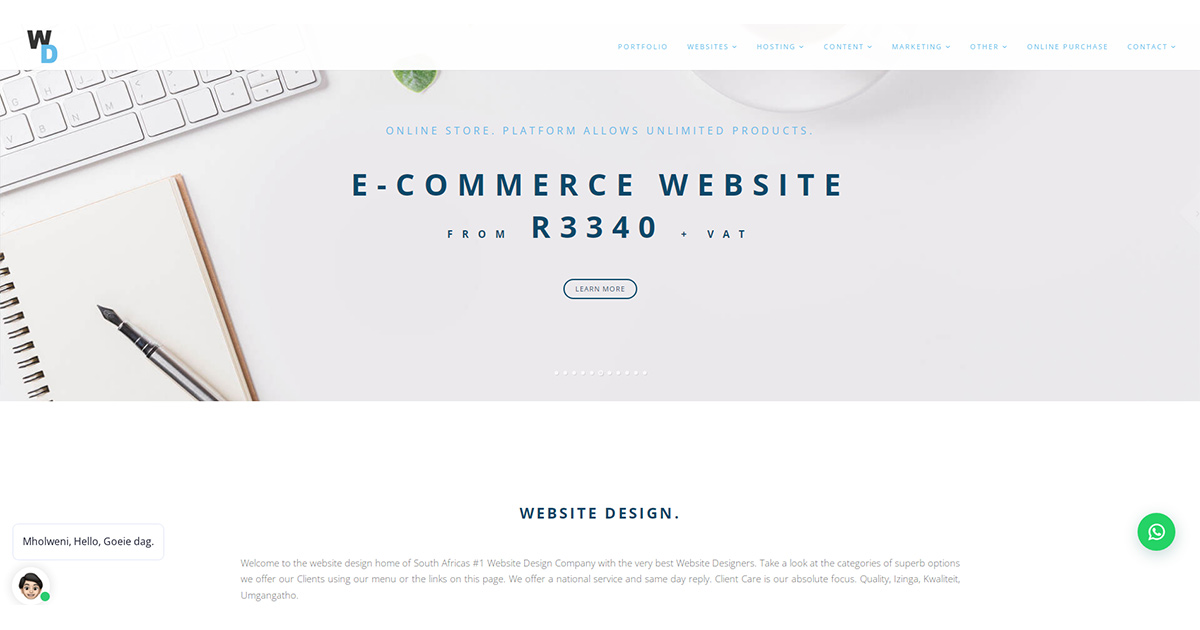 W
D
PORTFOLIO WEBSITES HOSTING CONTENT MARKETING OTHER ONLINE PURCHASE CONTACT
ONLINE STORE. PLATFORM ALLOWS UNLIMITED PRODUCTS.
E-COMMERCE WEBSITE
FROM R3340 + VAT
LEARN MORE
WEBSITE DESIGN.
Mholweni, Hello, Goeie dag.
Welcome to the website design home of South Africas #1 Website Design Company with the very best Website Designers. Take a look at the categories of superb options
we offer our Clients using our menu or the links on this page. We offer a national service and same day reply. Client Care is our absolute focus. Quality, Izinga, Kwaliteit,
Umgangatho.